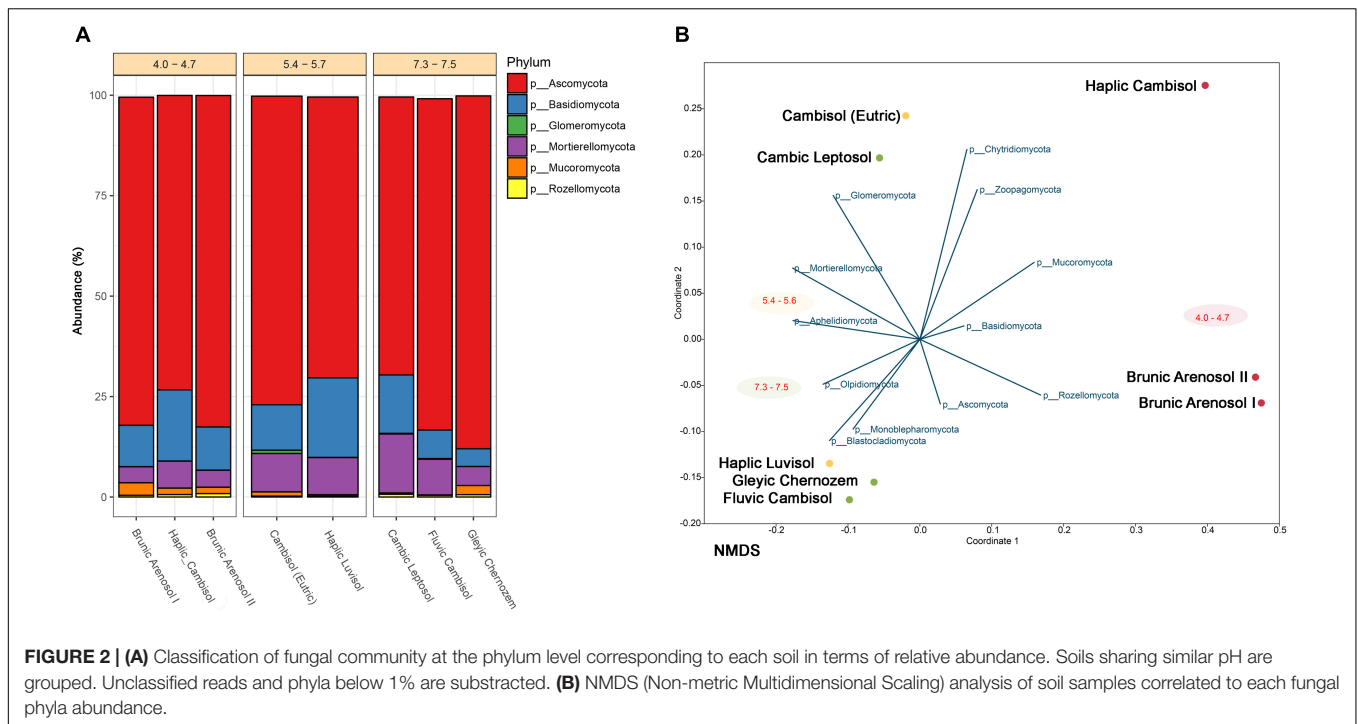 A
4.0 − 4.7
5.4 − 5.7
7.3 − 7.5
Phylum
p__Ascomycota
p__Basidiomycota
p__Glomeromycota
p__Mortierellomycota
p__Mucoromycota
p__Rozellomycota
Abundance (%)
100
75
50
25
0
Brunic Arenosol I
Haplic_Cambisol
Brunic Arenosol II
Cambisol (Eutric)
Haplic Luvisol
Cambic Leptosol
Fluvic Cambisol
Gleyic Chernozem
B
Haplic Cambisol
Cambisol (Eutric)
Cambic Leptosol
p__Chytridiomycota
p__Zoopagomycota
p__Glomeromycota
p__Mortierellomycota
p__Mucoromycota
5.4 - 5.6
p__Aphelidiomycota
p__Basidiomycota
4.0 - 4.7
7.3 - 7.5
p__Olpidiomycota
Brunic Arenosol II
p__Ascomycota
p__Rozellomycota
Brunic Arenosol I
p__Monoblepharomycota
p__Blastocladiomycota
Haplic Luvisol
Gleyic Chernozem
Fluvic Cambisol
Coordinate 2
0.25
0.20
0.15
0.10
0.05
0.00
-0.05
-0.10
-0.15
-0.20
-0.2
-0.1
0.0
0.1
0.2
0.3
0.4
0.5
Coordinate 1
NMDS
FIGURE 2 | (A) Classification of fungal community at the phylum level corresponding to each soil in terms of relative abundance. Soils sharing similar pH are
grouped. Unclassified reads and phyla below 1% are substracted. (B) NMDS (Non-metric Multidimensional Scaling) analysis of soil samples correlated to each fungal
phyla abundance.